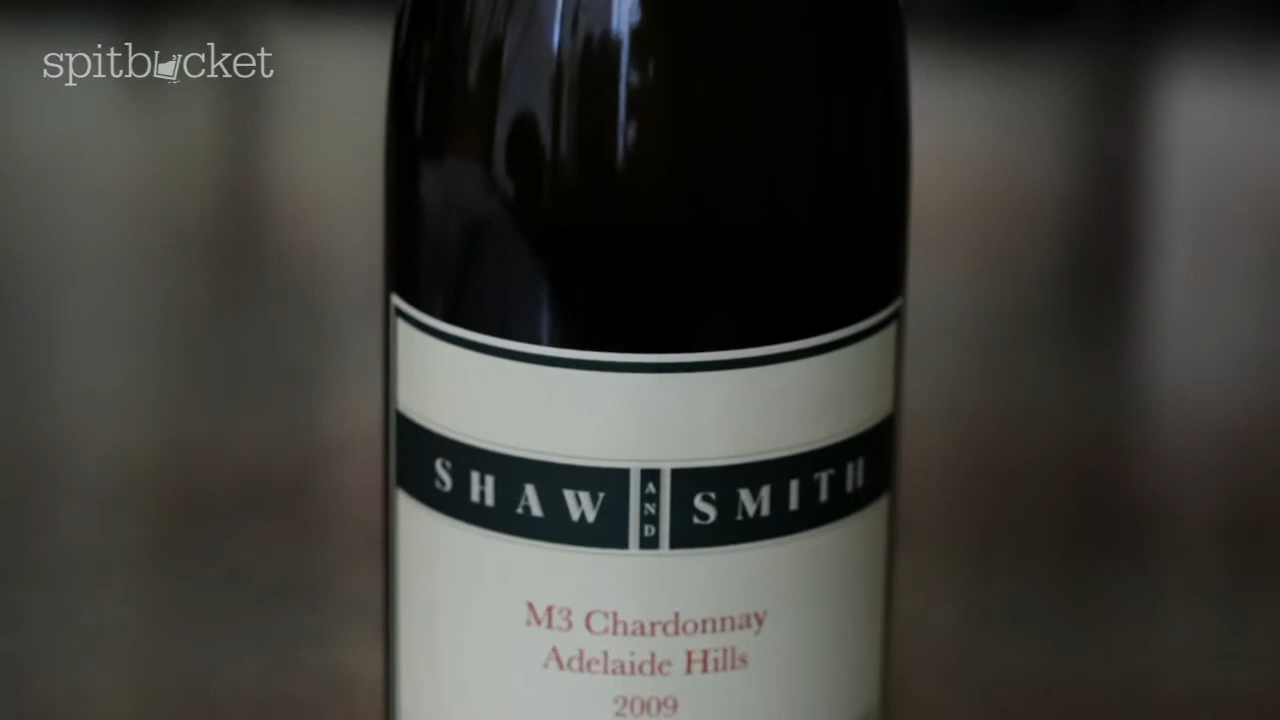 spitbucket
SHAW AND SMITH
M3 Chardonnay
Adelaide Hills
2009